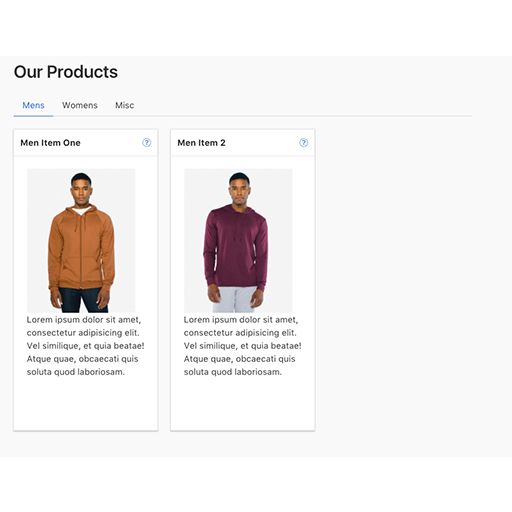 Our Products
Mens Womens Misc
Men Item One ?
Men Item 2 ?
Lorem ipsum dolor sit amet,
consectetur adipisicing elit.
Vel similique, et quia beatae!
Atque quae, obcaecati quis
soluta quod laboriosam.
Lorem ipsum dolor sit amet,
consectetur adipisicing elit.
Vel similique, et quia beatae!
Atque quae, obcaecati quis
soluta quod laboriosam.